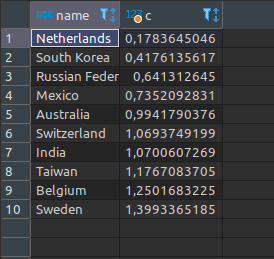 ABC name 123 c
1 Netherlands 0,1783645046
2 South Korea 0,4176135617
3 Russian Feder 0,641312645
4 Mexico 0,7352092831
5 Australia 0,9941790376
6 Switzerland 1,0693749199
7 India 1,0700607269
8 Taiwan 1,1767083705
9 Belgium 1,2501683225
10 Sweden 1,3993365185